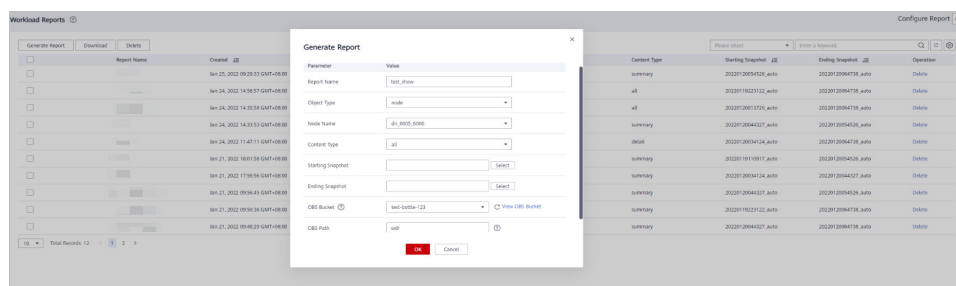 Workload Reports
Configure Report
Generate Report Download Delete
Please select Enter a keyword
Report Name Created Content Type Starting Snapshot Ending Snapshot Operation
Jan 25, 2022 09:29:33 GMT+08:00 summary 20220120054526_auto 20220120064738_auto Delete
Jan 24, 2022 14:58:57 GMT+08:00 all 20220119223122_auto 20220120064738_auto Delete
Jan 24, 2022 14:35:58 GMT+08:00 all 20220120013726_auto 20220120064738_auto Delete
Jan 24, 2022 14:33:53 GMT+08:00 summary 20220120044327_auto 20220120054526_auto Delete
Jan 24, 2022 11:47:11 GMT+08:00 detail 20220120034124_auto 20220120064738_auto Delete
Jan 21, 2022 18:01:56 GMT+08:00 summary 20220119110917_auto 20220120054526_auto Delete
Jan 21, 2022 17:59:56 GMT+08:00 summary 20220120034124_auto 20220120044327_auto Delete
Jan 21, 2022 09:56:45 GMT+08:00 summary 20220120044327_auto 20220120054526_auto Delete
Jan 21, 2022 09:50:36 GMT+08:00 summary 20220119223122_auto 20220120064738_auto Delete
Jan 21, 2022 09:48:29 GMT+08:00 summary 20220120044327_auto 20220120064738_auto Delete
10 Total Records: 12 < 1 2 >
Generate Report
Parameter Value
Report Name test_show
Object Type node
Node Name dn_6005_6006
Content Type all
Starting Snapshot Select
Ending Snapshot Select
OBS Bucket test-bottle-123 View OBS Bucket
OBS Path wdr
OK Cancel